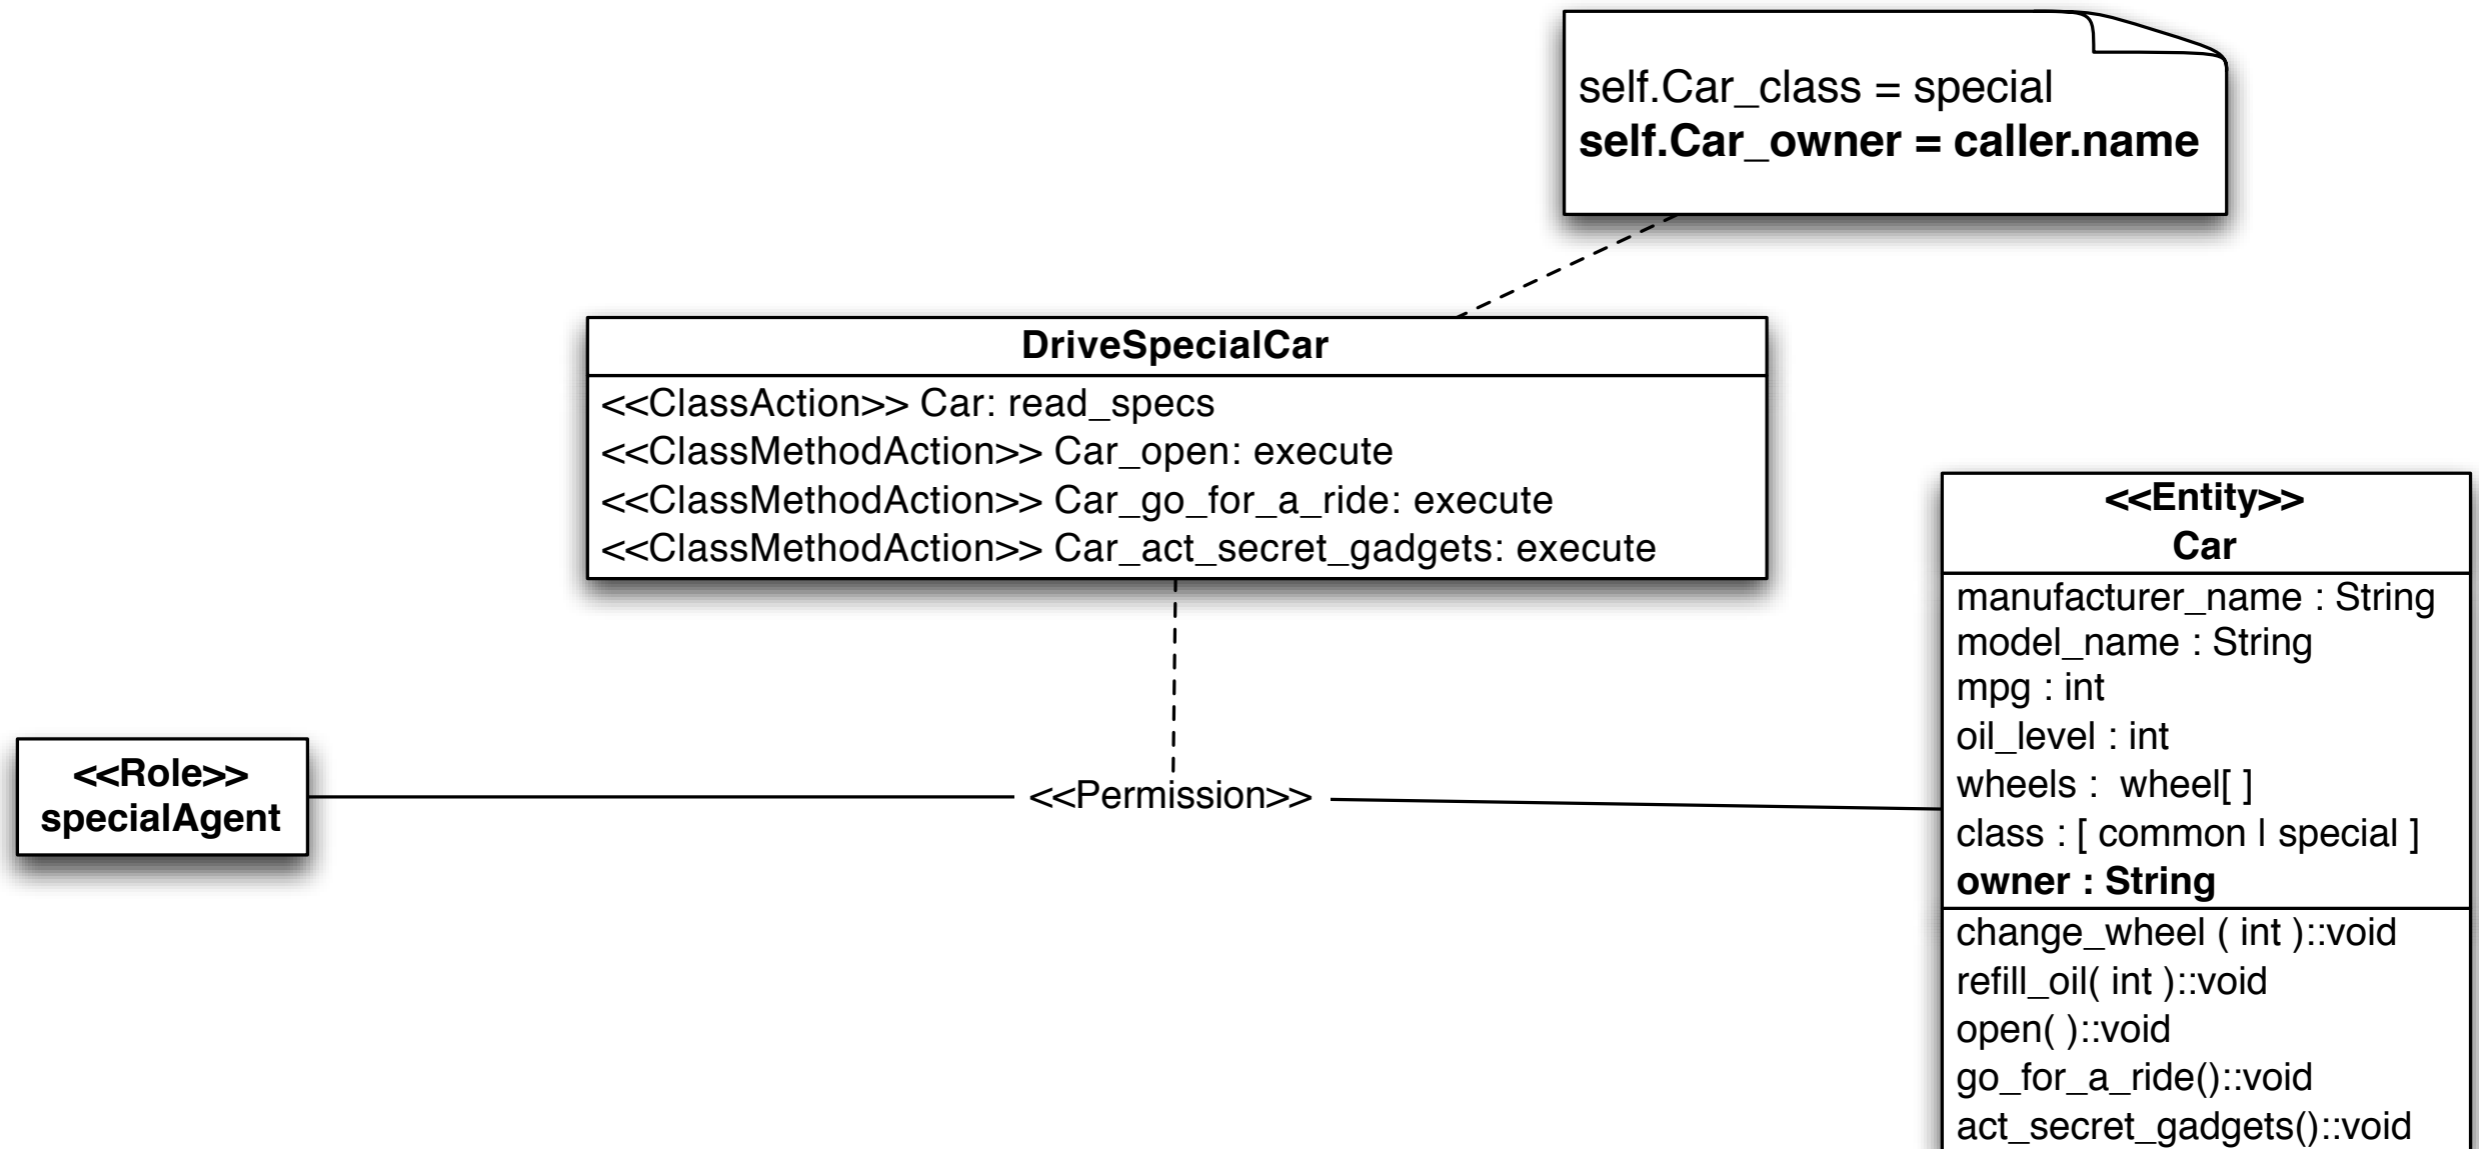 self.Car_class = special
self.Car_owner = caller.name
DriveSpecialCar
<<ClassAction>> Car: read_specs
<<ClassMethodAction>> Car_open: execute
<<ClassMethodAction>> Car_go_for_a_ride: execute
<<ClassMethodAction>> Car_act_secret_gadgets: execute
<<Role>>
specialAgent
<<Permission>>
<<Entity>>
Car
manufacturer_name : String
model_name : String
mpg : int
oil_level : int
wheels :  wheel[ ]
class : [ common l special ]
owner : String
change_wheel ( int )::void
refill_oil( int )::void
open( )::void
go_for_a_ride()::void
act_secret_gadgets()::void